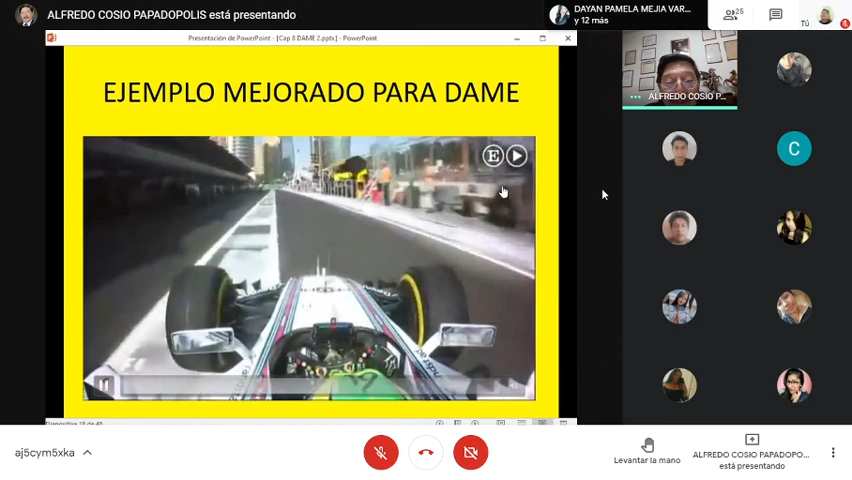 ALFREDO COSIO PAPADOPOLIS está presentando
DAYAN PAMELA MEJIA VAR...
y 12 más
25
Tú
Presentación de PowerPoint - [Cap 8 DAME 2.pptx] - PowerPoint
EJEMPLO MEJORADO PARA DAME
E
ALFREDO COSIO P...
C
aj5cym5xka
Levantar la mano
ALFREDO COSIO PAPADOPO...
está presentando